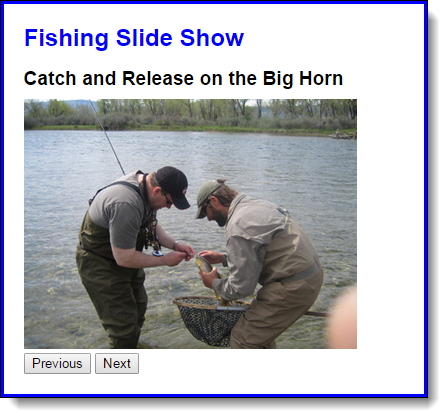 Fishing Slide Show
Catch and Release on the Big Horn
Previous Next